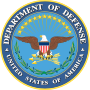 DEPARTMENT OF DEFENSE
UNITED STATES OF AMERICA